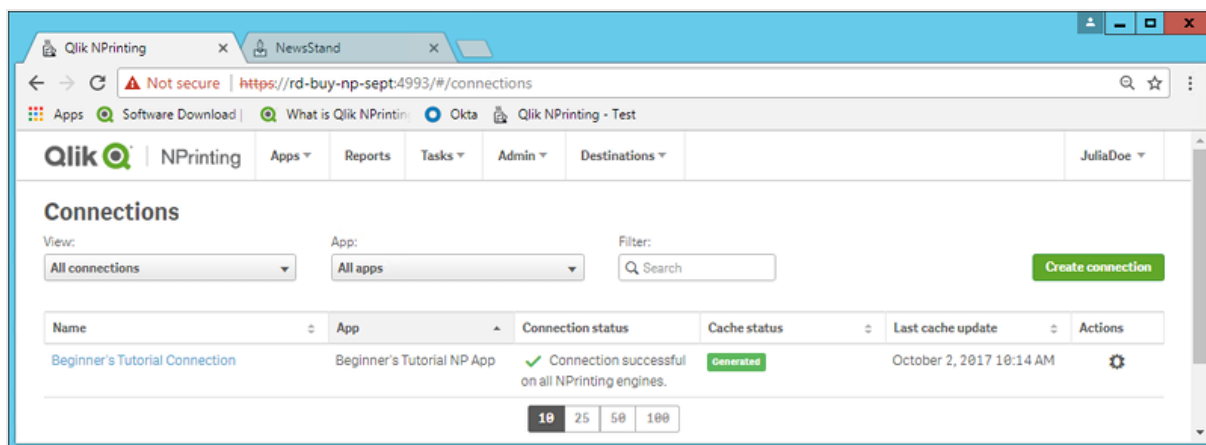 Qlik NPrinting
NewsStand
Not secure | https://rd-buy-np-sept:4993/#/connections
Apps Software Download | What is Qlik NPrintin Okta Qlik NPrinting - Test
Qlik NPrinting Apps Reports Tasks Admin Destinations JuliaDoe
Connections
View: App: Filter:
All connections All apps Search Create connection
Name App Connection status Cache status Last cache update Actions
Beginner's Tutorial Connection Beginner's Tutorial NP App Connection successful Generated October 2, 2017 10:14 AM
on all NPrinting engines.
10 25 50 100